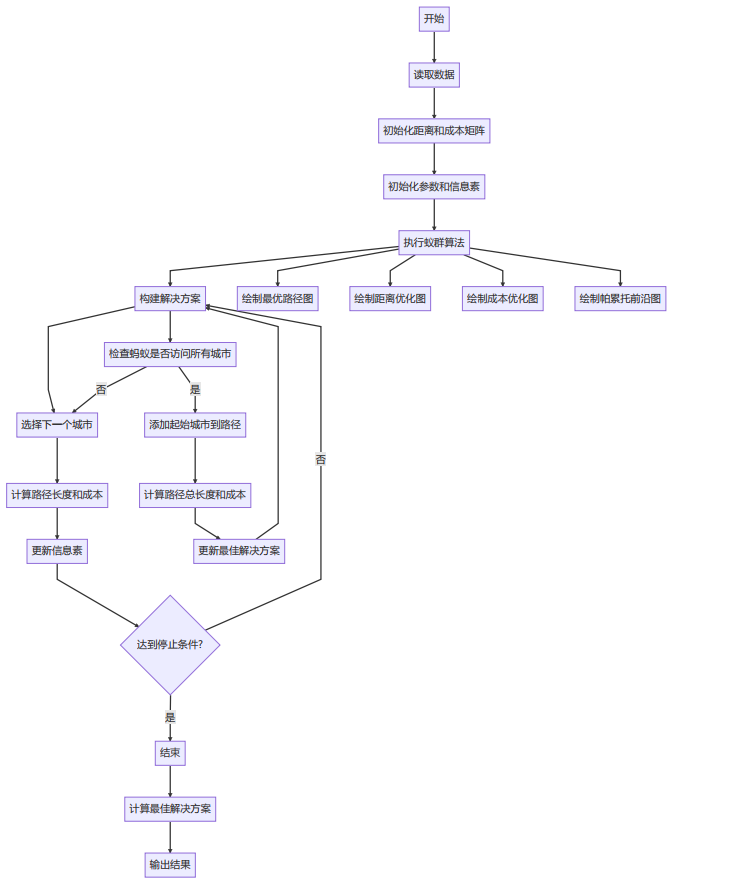 开始
读取数据
初始化距离和成本矩阵
初始化参数和信息素
执行蚁群算法
构建解决方案
绘制最优路径图
绘制距离优化图
绘制成本优化图
绘制帕累托前沿图
检查蚂蚁是否访问所有城市
否
是
选择下一个城市
添加起始城市到路径
否
计算路径长度和成本
计算路径总长度和成本
更新信息素
更新最佳解决方案
达到停止条件?
是
结束
计算最佳解决方案
输出结果